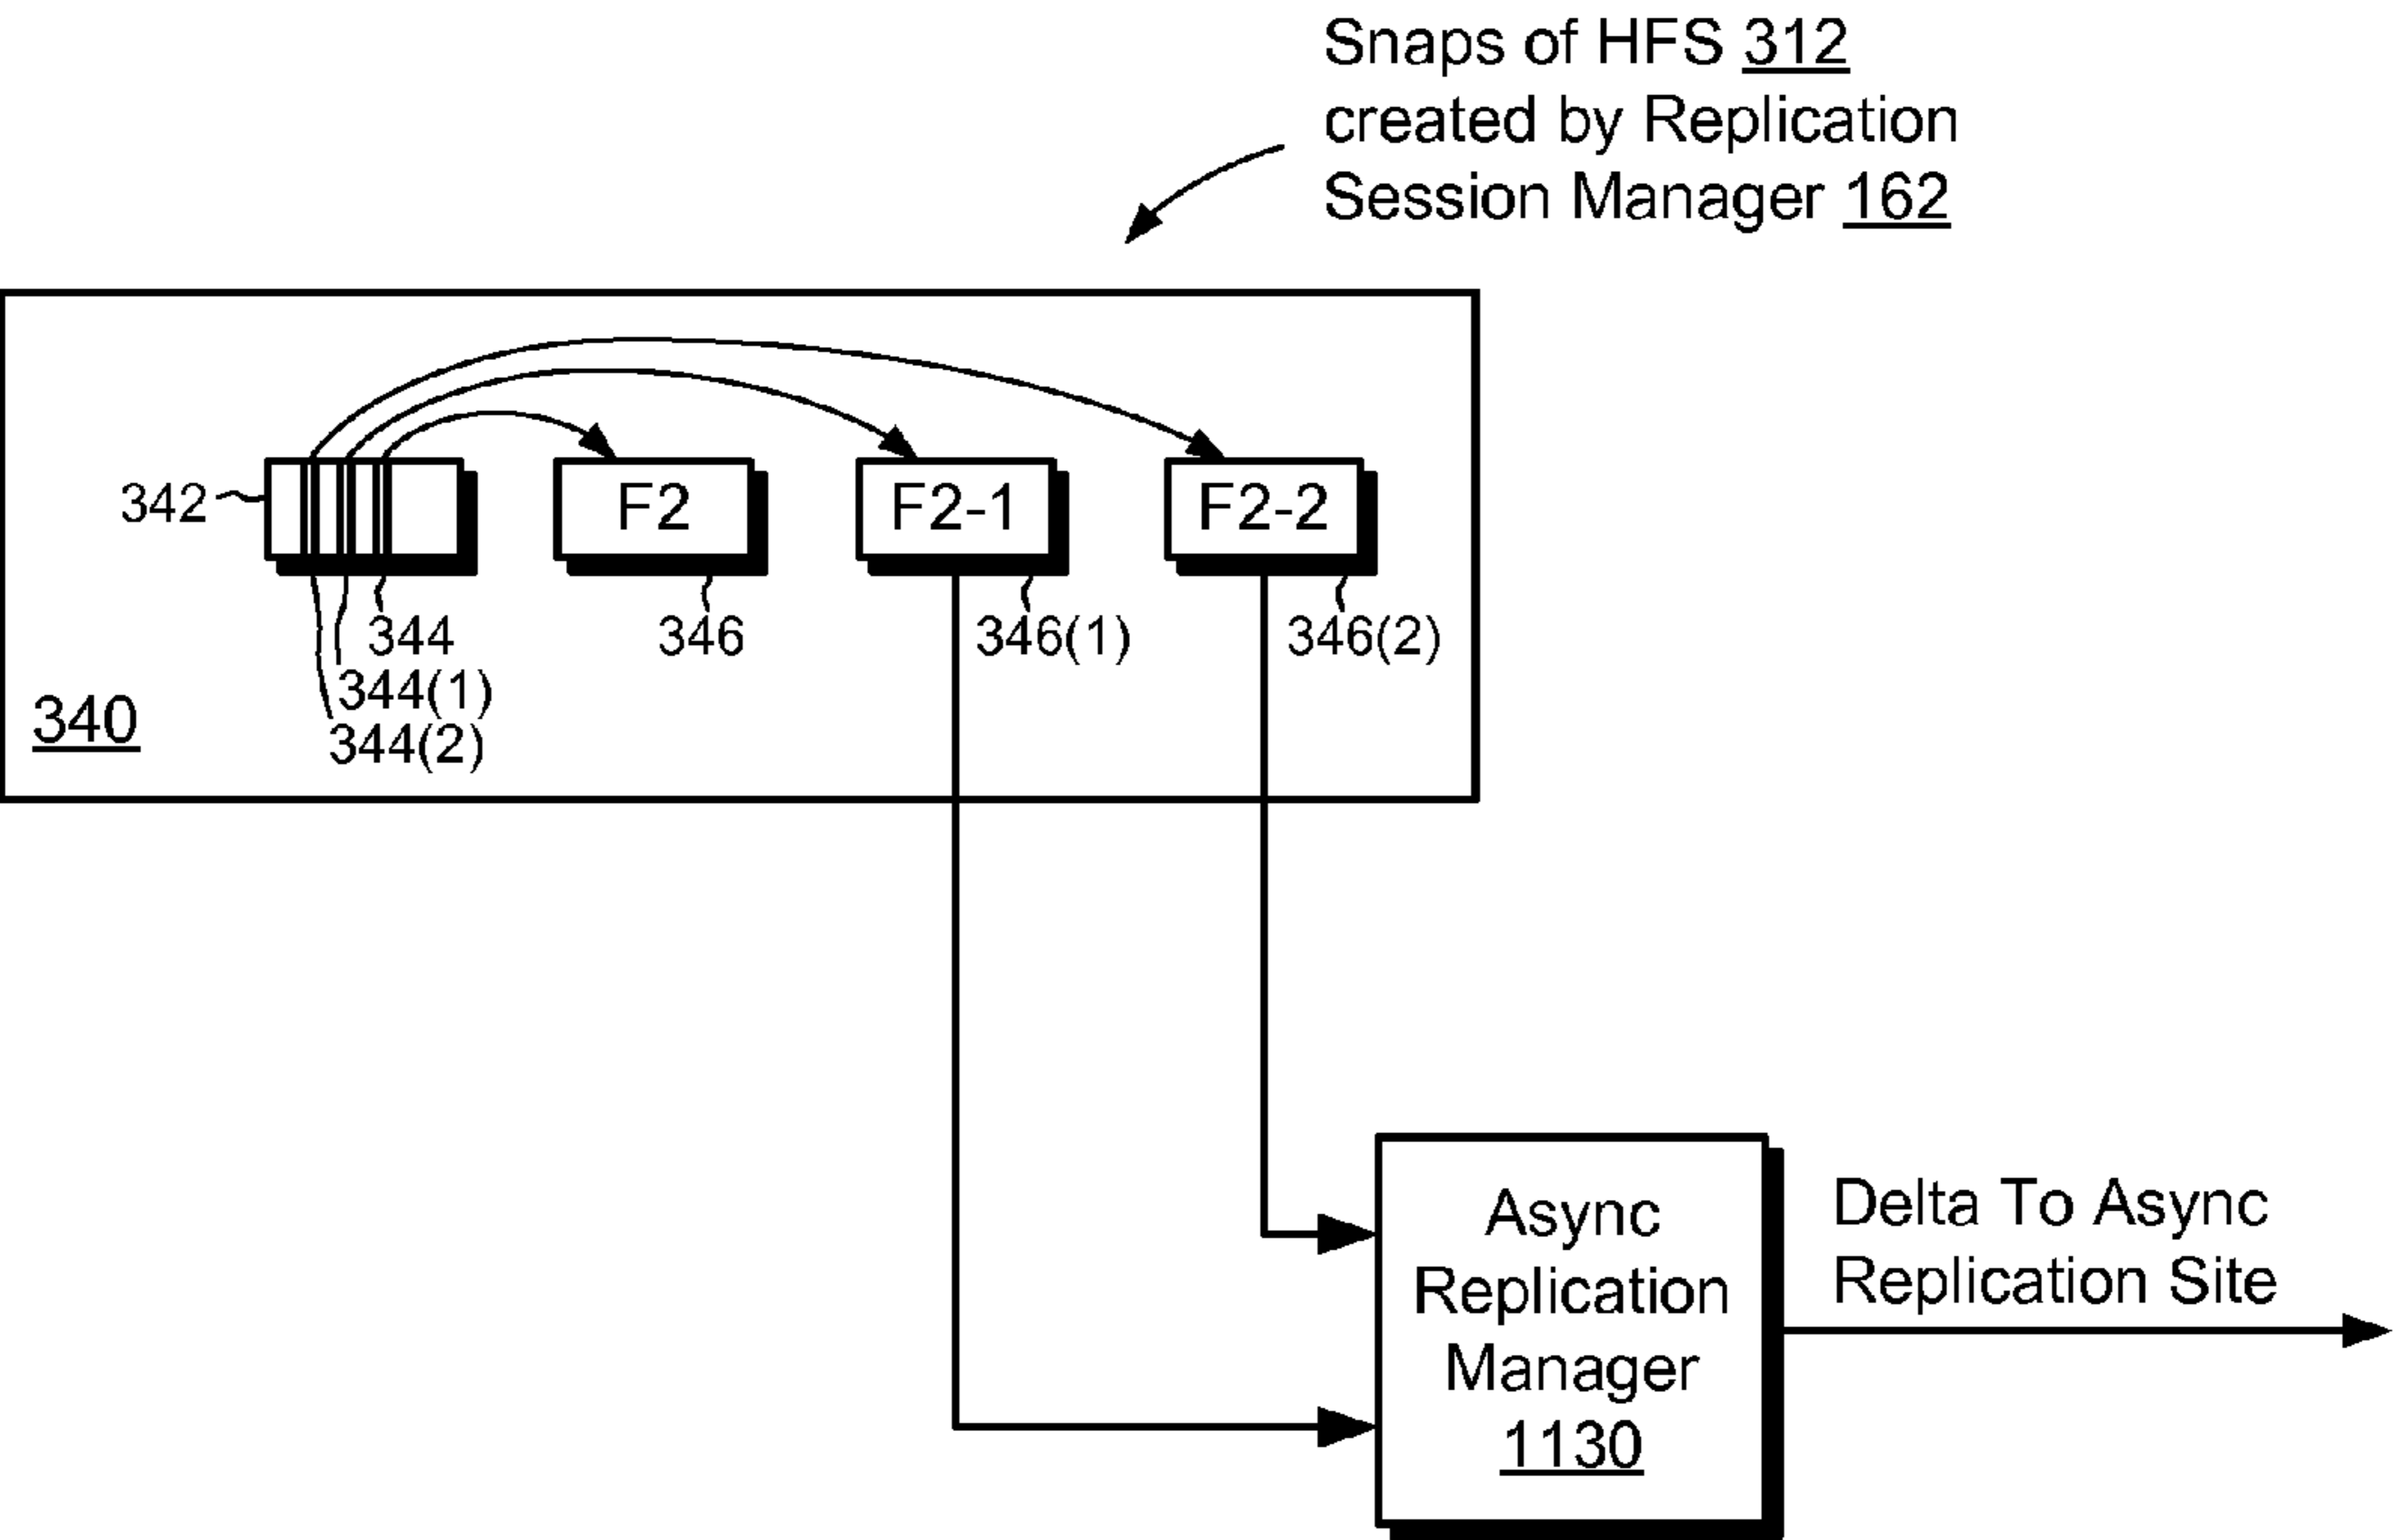 Snaps of HFS 312
created by Replication
Session Manager 162
342
F2
F2-1
F2-2
344
346
346(1)
346(2)
344(1)
344(2)
340
Async
Replication
Manager
1130
Delta To Async
Replication Site